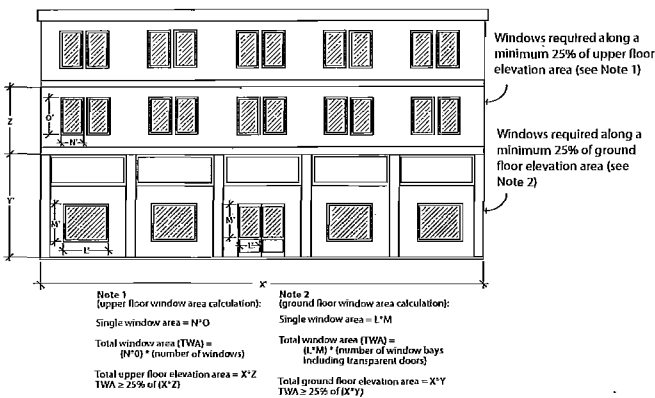 Windows required along a
minimum 25% of upper floor
elevation area (see Note 1)
Windows required along a
minimum 25% of ground
floor elevation area (see
Note 2)
Z
O'
N'
Y'
M'
L'
M'
L'
X'
Note 1
(upper floor window area calculation):
Single window area = N*O
Total window area (TWA) =
(N*O) * (number of windows)
Total upper floor elevation area = X*Z
TWA ≥ 25% of (X*Z)
Note 2
(ground floor window area calculation):
Single window area = L*M
Total window area (TWA) =
(L*M) * (number of window bays
including transparent doors)
Total ground floor elevation area = X*Y
TWA ≥ 25% of (X*Y)